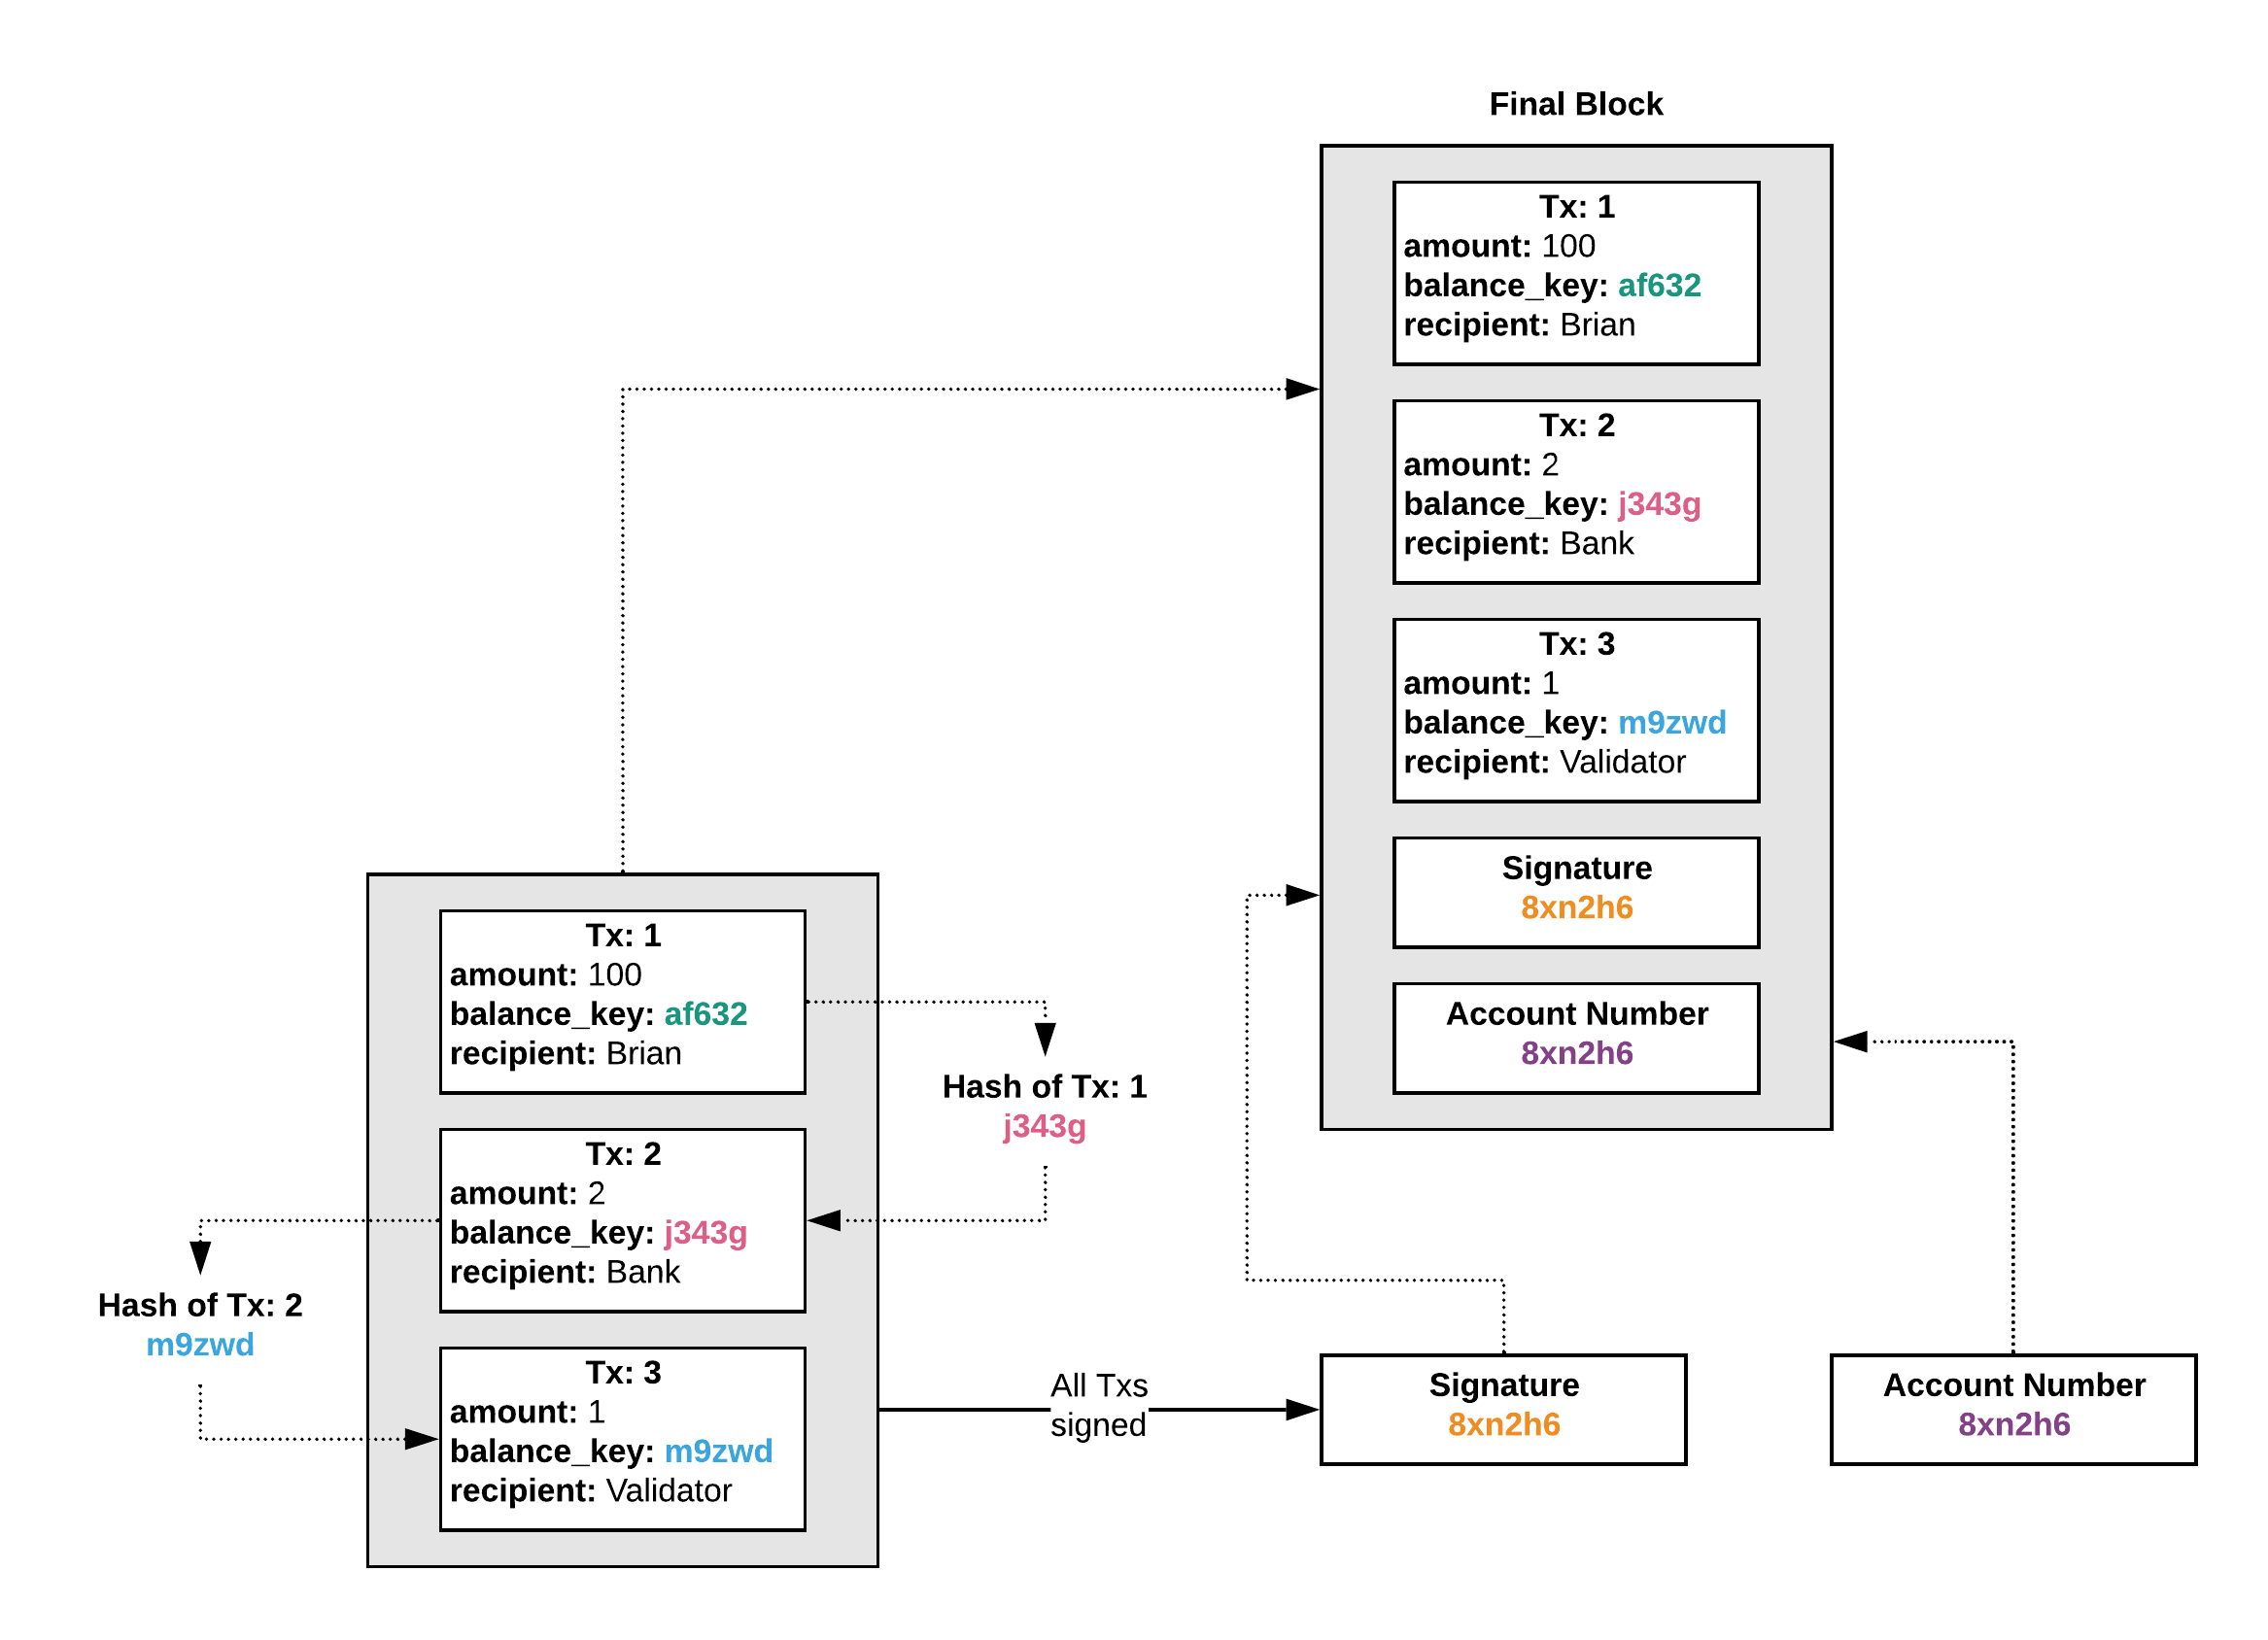 Final Block
Tx: 1
amount: 100
balance_key: af632
recipient: Brian
Tx: 2
amount: 2
balance_key: j343g
recipient: Bank
Tx: 3
amount: 1
balance_key: m9zwd
recipient: Validator
Signature
8xn2h6
Account Number
8xn2h6
Tx: 1
amount: 100
balance_key: af632
recipient: Brian
Hash of Tx: 1
j343g
Tx: 2
amount: 2
balance_key: j343g
recipient: Bank
Hash of Tx: 2
m9zwd
Tx: 3
amount: 1
balance_key: m9zwd
recipient: Validator
All Txs
signed
Signature
8xn2h6
Account Number
8xn2h6